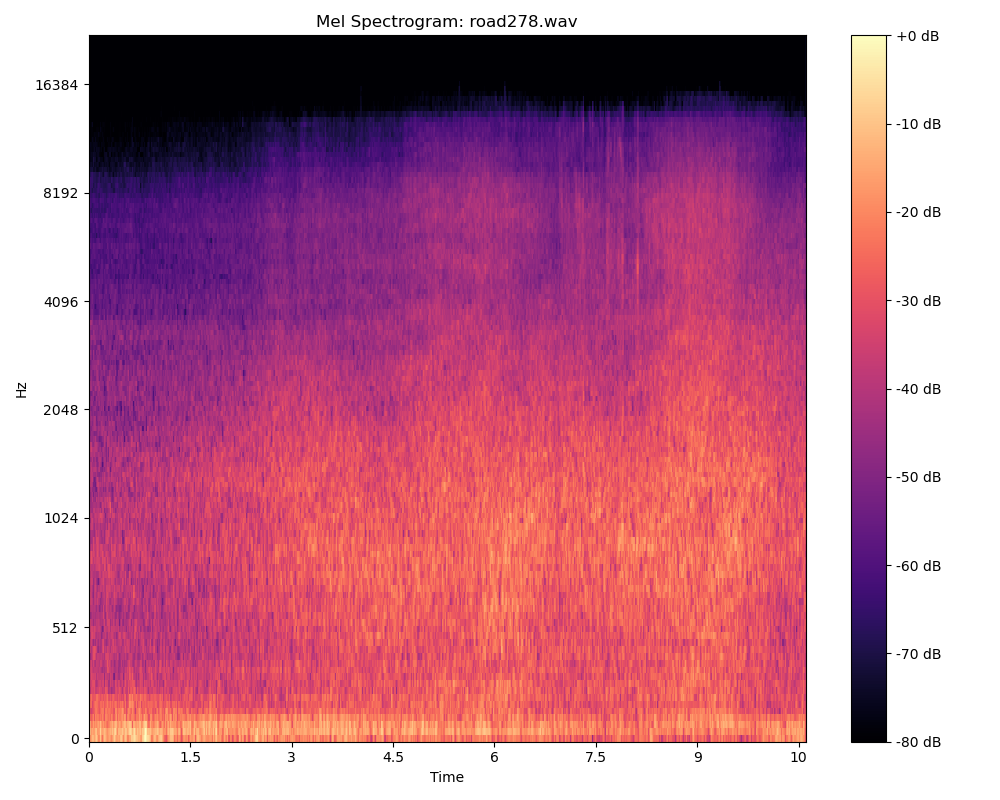 Mel Spectrogram: road278.wav
+0 dB
16384
-10 dB
8192
-20 dB
4096
-30 dB
Hz
-40 dB
2048
-50 dB
1024
-60 dB
512
-70 dB
0
-80 dB
0 1.5 3 4.5 6 7.5 9 10
Time